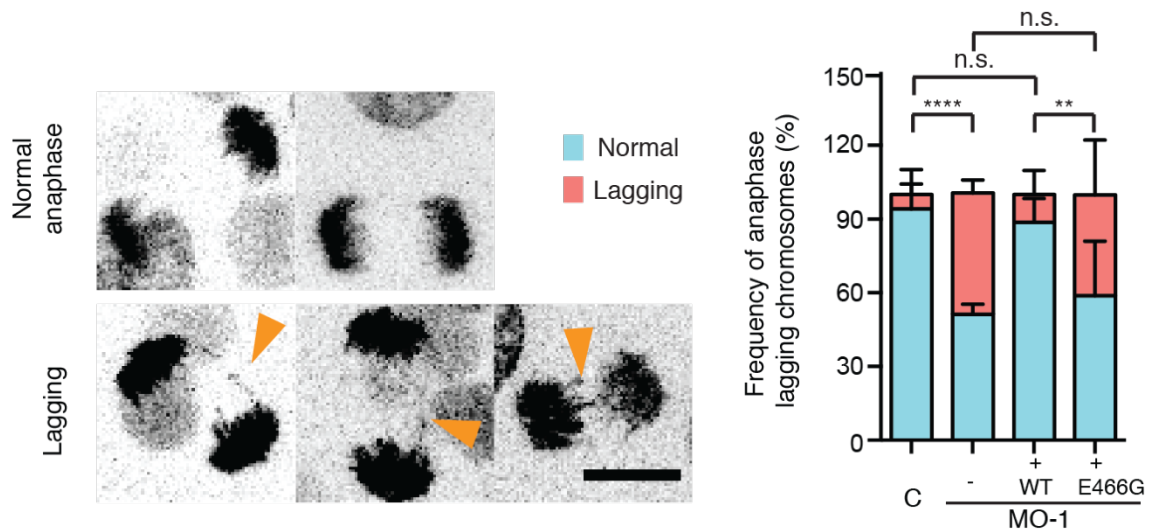 Normal
anaphase
Lagging
Normal
Lagging
n.s.
n.s.
****
**
Frequency of anaphase
lagging chromosomes (%)
150
120
90
60
30
0
C
-
+
WT
+
E466G
MO-1